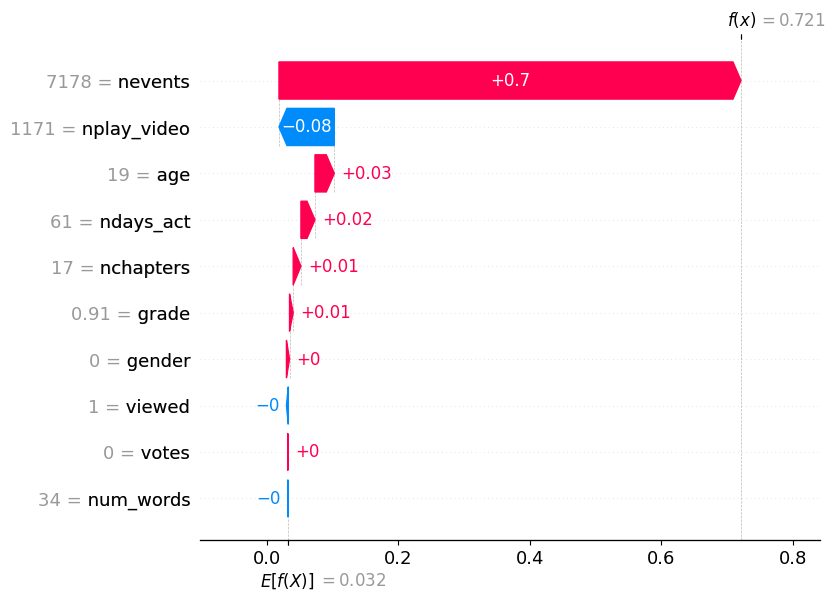 f(x) = 0.721
7178 = nevents +0.7
1171 = nplay_video −0.08
19 = age +0.03
61 = ndays_act +0.02
17 = nchapters +0.01
0.91 = grade +0.01
0 = gender +0
1 = viewed −0
0 = votes +0
34 = num_words −0
0.0 0.2 0.4 0.6 0.8
E[f(X)] = 0.032